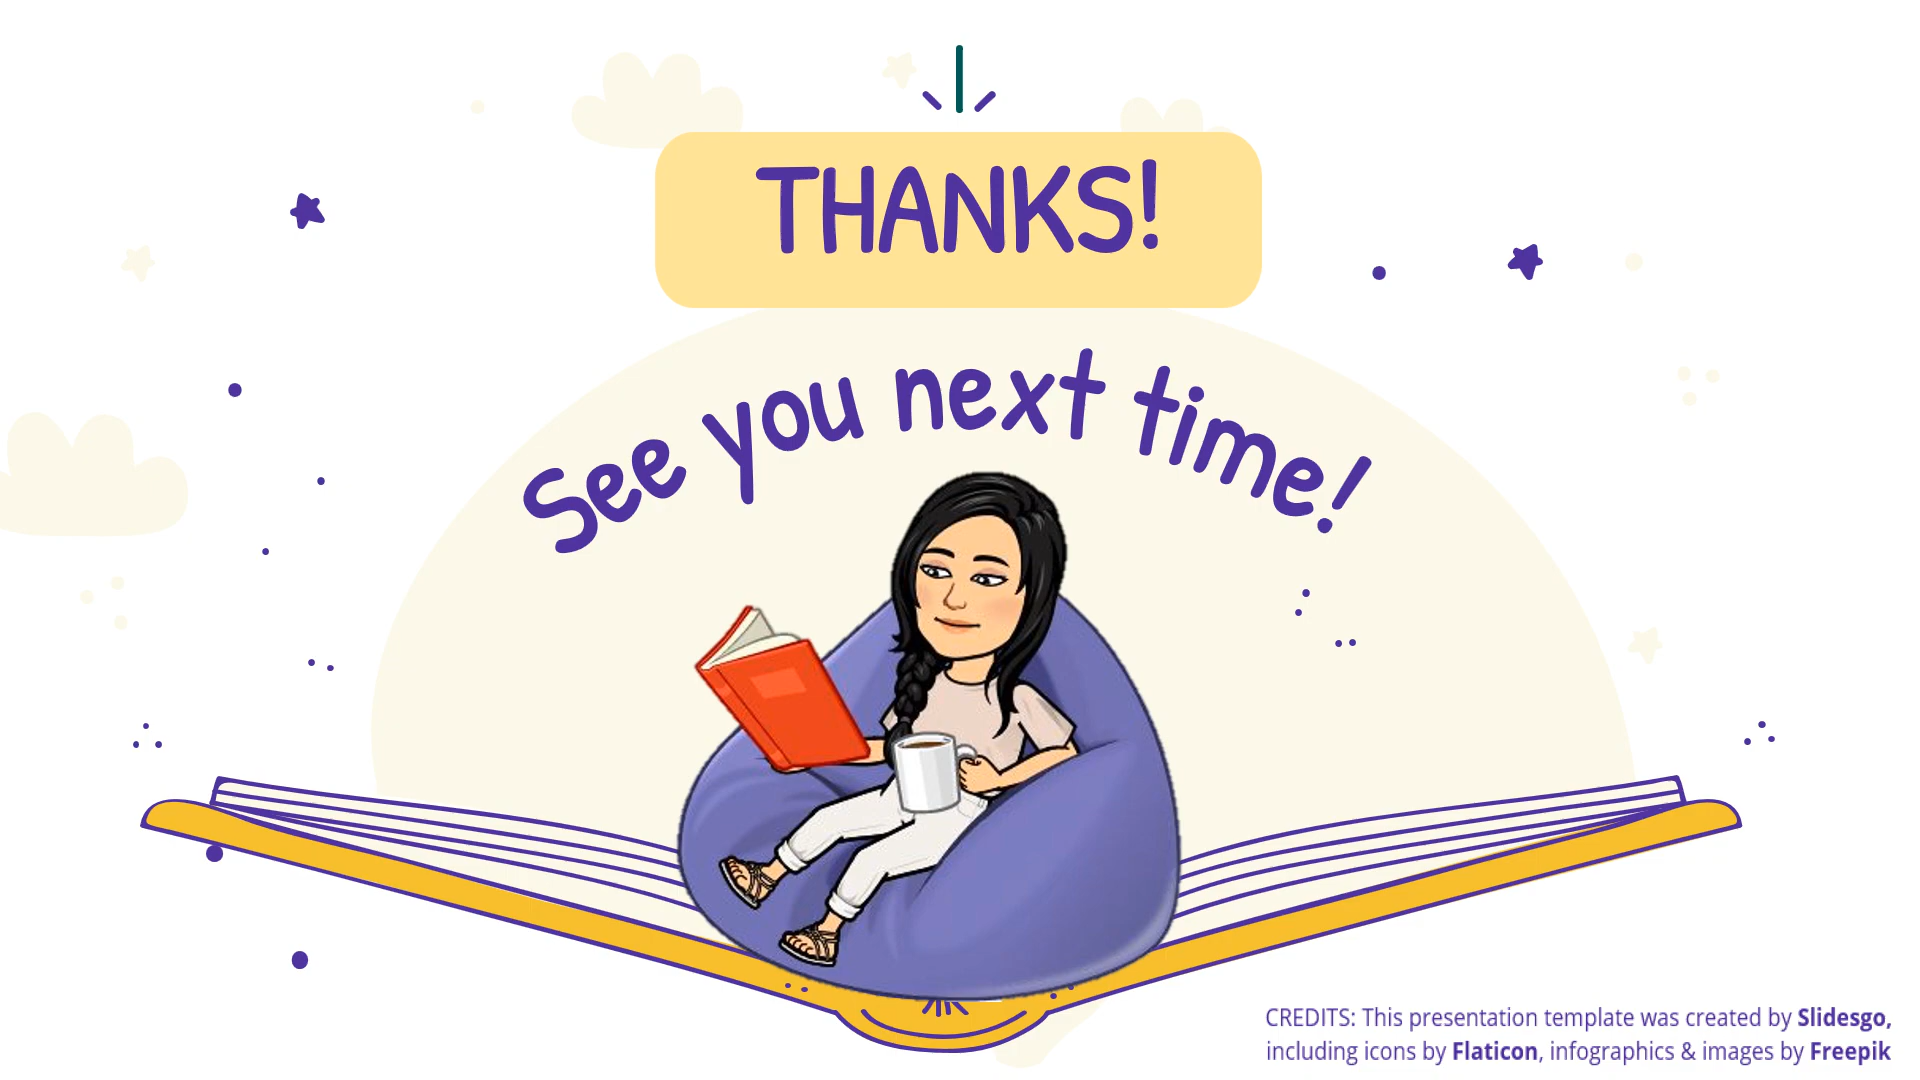 THANKS!
See you next time!
CREDITS: This presentation template was created by Slidesgo,
including icons by Flaticon, infographics & images by Freepik